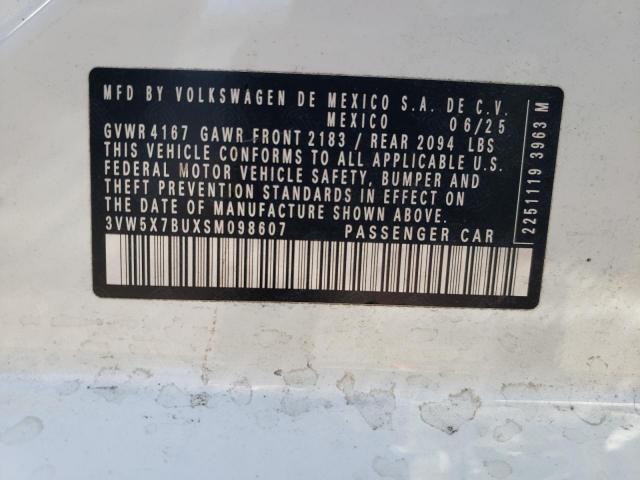 MFD BY VOLKSWAGEN DE MEXICO S.A. DE C.V.
MEXICO 06/25
GVWR 4167 GAWR FRONT 2183 / REAR 2094 LBS
THIS VEHICLE CONFORMS TO ALL APPLICABLE U.S.
FEDERAL MOTOR VEHICLE SAFETY, BUMPER AND
THEFT PREVENTION STANDARDS IN EFFECT ON THE
DATE OF MANUFACTURE SHOWN ABOVE.
3VW5X7BUXSM098607 PASSENGER CAR
2251119 3963 M